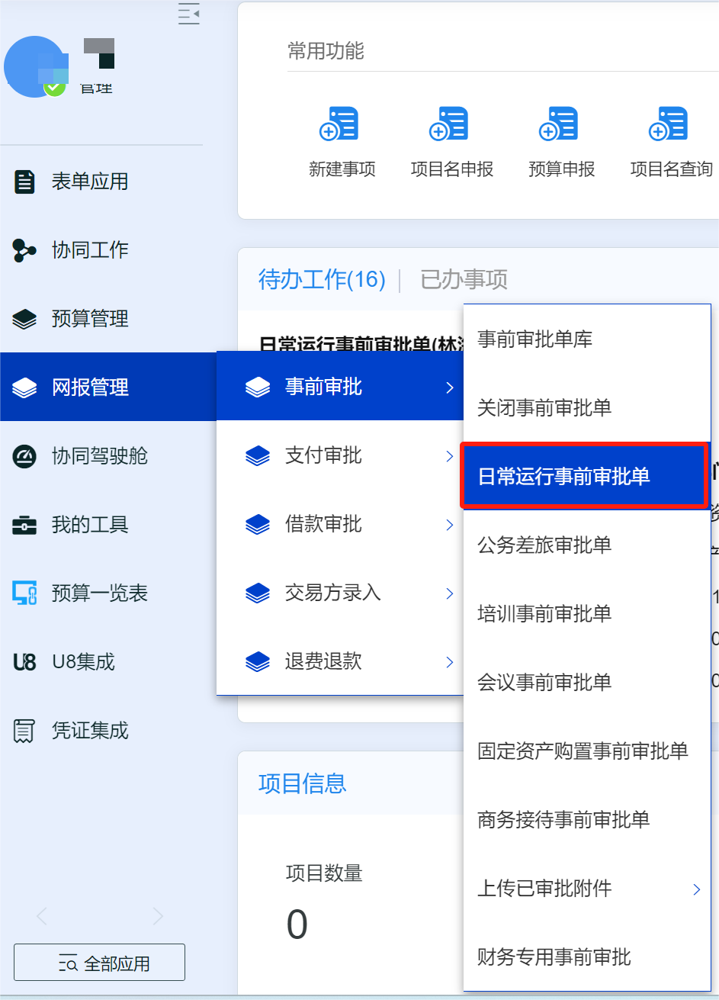 管理
表单应用
协同工作
预算管理
网报管理
协同驾驶舱
我的工具
预算一览表
U8
U8集成
凭证集成
全部应用
常用功能
新建事项
项目名申报
预算申报
项目名查询
待办工作(16)
已办事项
日常运行事前审批单(林
事前审批
支付审批
借款审批
交易方录入
退费退款
事前审批单库
关闭事前审批单
日常运行事前审批单
公务差旅审批单
培训事前审批单
会议事前审批单
固定资产购置事前审批单
商务接待事前审批单
上传已审批附件
财务专用事前审批
项目信息
项目数量
0